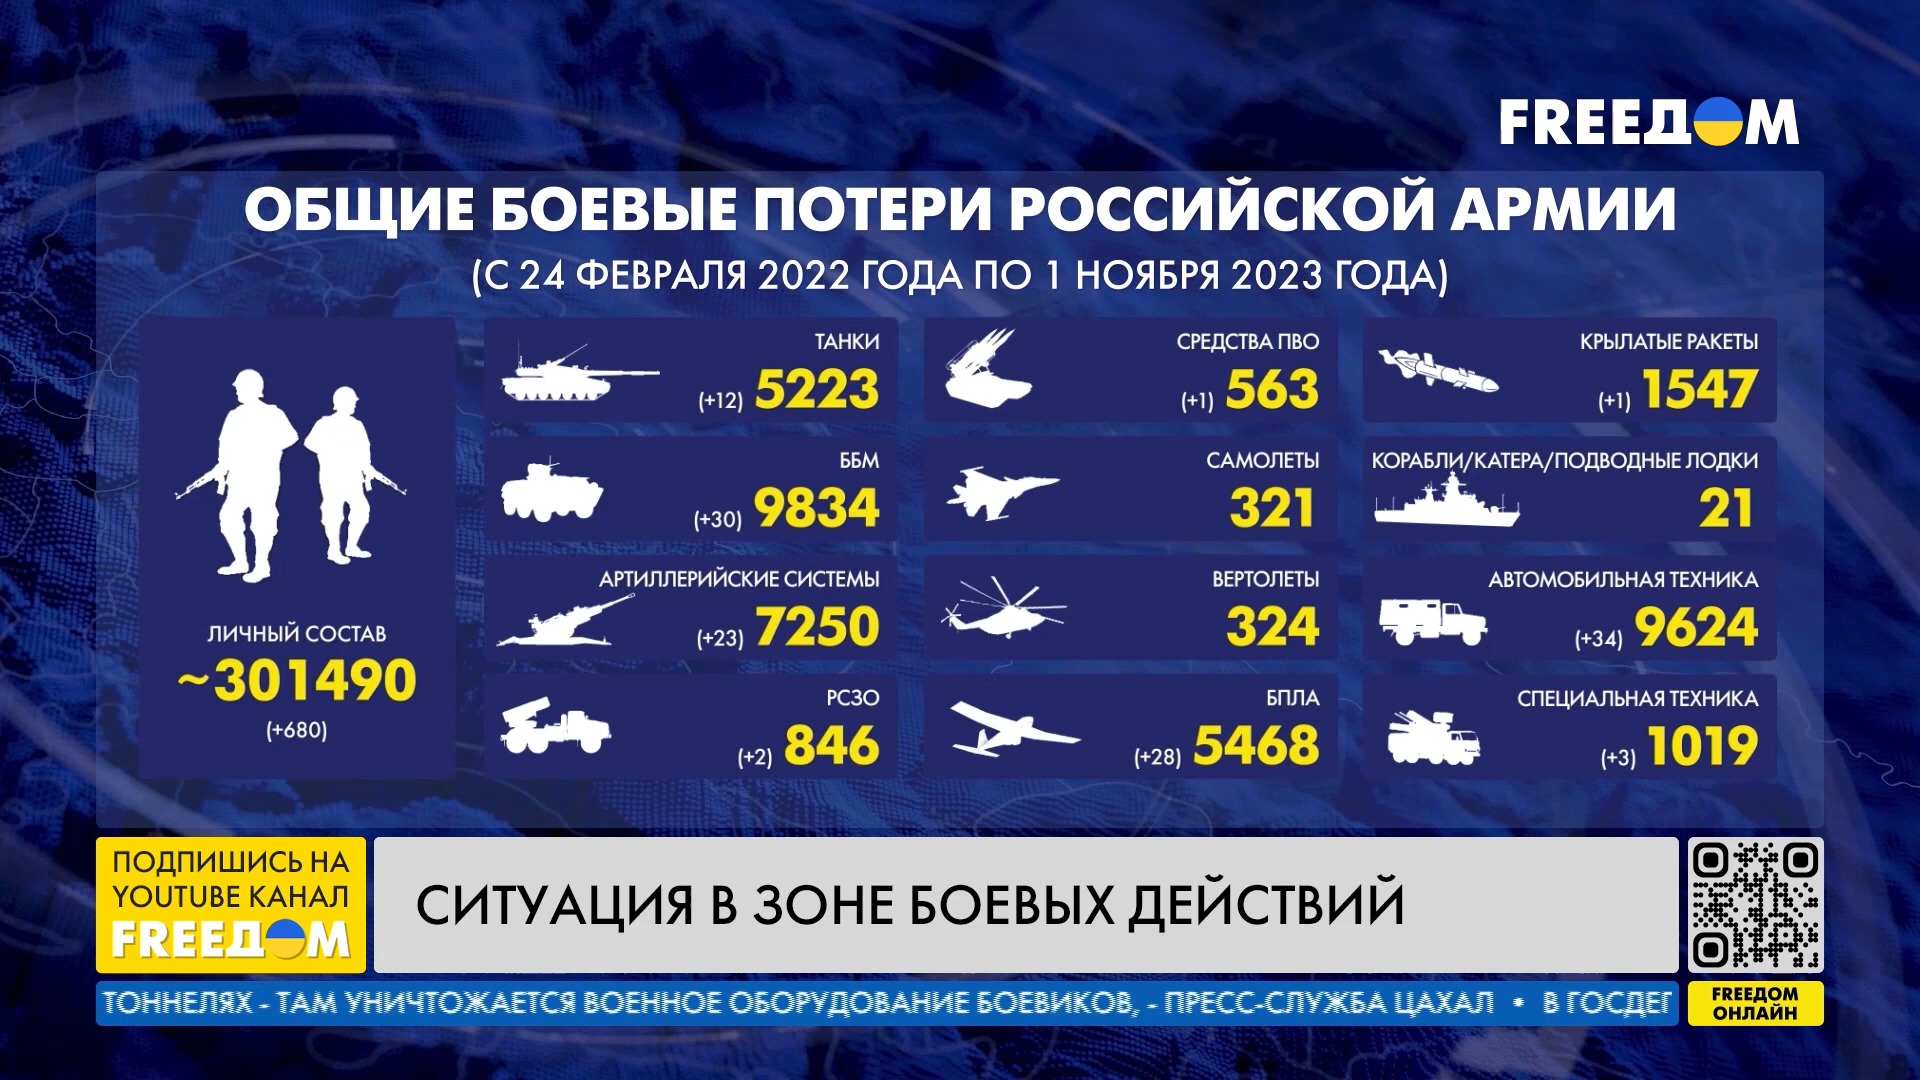 FREEДOM
ОБЩИЕ БОЕВЫЕ ПОТЕРИ РОССИЙСКОЙ АРМИИ
(С 24 ФЕВРАЛЯ 2022 ГОДА ПО 1 НОЯБРЯ 2023 ГОДА)
ЛИЧНЫЙ СОСТАВ
~301490
(+680)
ТАНКИ
(+12) 5223
ББМ
(+30) 9834
АРТИЛЛЕРИЙСКИЕ СИСТЕМЫ
(+23) 7250
РСЗО
(+2) 846
СРЕДСТВА ПВО
(+1) 563
САМОЛЕТЫ
321
ВЕРТОЛЕТЫ
324
БПЛА
(+28) 5468
КРЫЛАТЫЕ РАКЕТЫ
(+1) 1547
КОРАБЛИ/КАТЕРА/ПОДВОДНЫЕ ЛОДКИ
21
АВТОМОБИЛЬНАЯ ТЕХНИКА
(+34) 9624
СПЕЦИАЛЬНАЯ ТЕХНИКА
(+3) 1019
ПОДПИШИСЬ НА
YOUTUBE КАНАЛ
FREEДOM
СИТУАЦИЯ В ЗОНЕ БОЕВЫХ ДЕЙСТВИЙ
ТОННЕЛЯХ - ТАМ УНИЧТОЖАЕТСЯ ВОЕННОЕ ОБОРУДОВАНИЕ БОЕВИКОВ, - ПРЕСС-СЛУЖБА ЦАХАЛ • В ГОСДЕП
FREEДOM
ОНЛАЙН